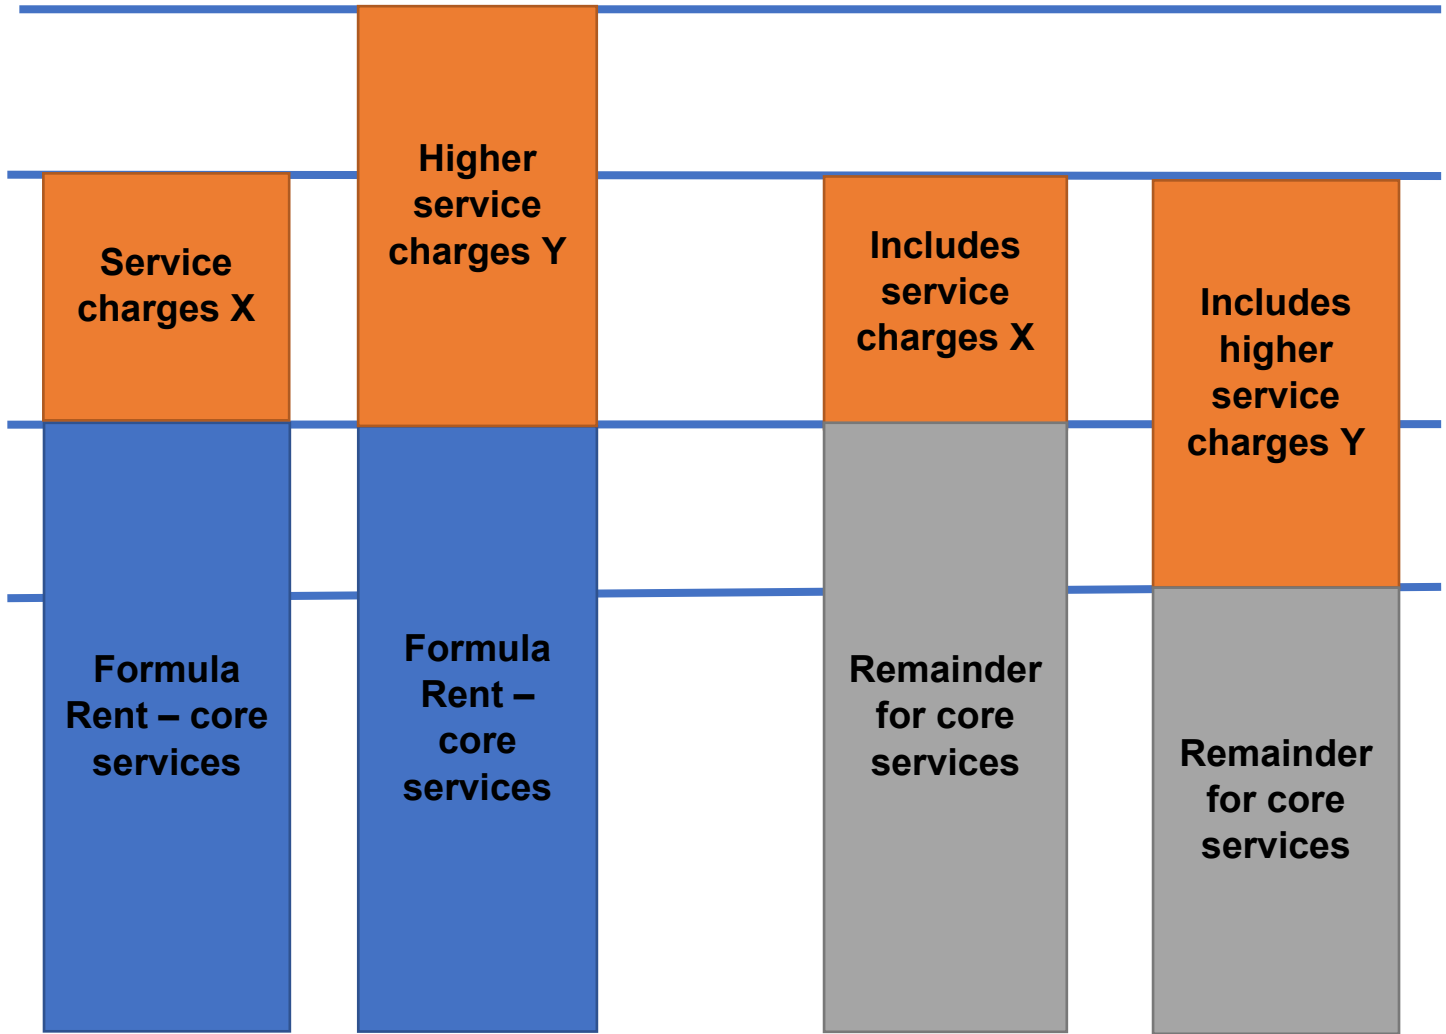 Service
charges X
Formula
Rent – core
services
Higher
service
charges Y
Formula
Rent –
core
services
Includes
service
charges X
Remainder
for core
services
Includes
higher
service
charges Y
Remainder
for core
services